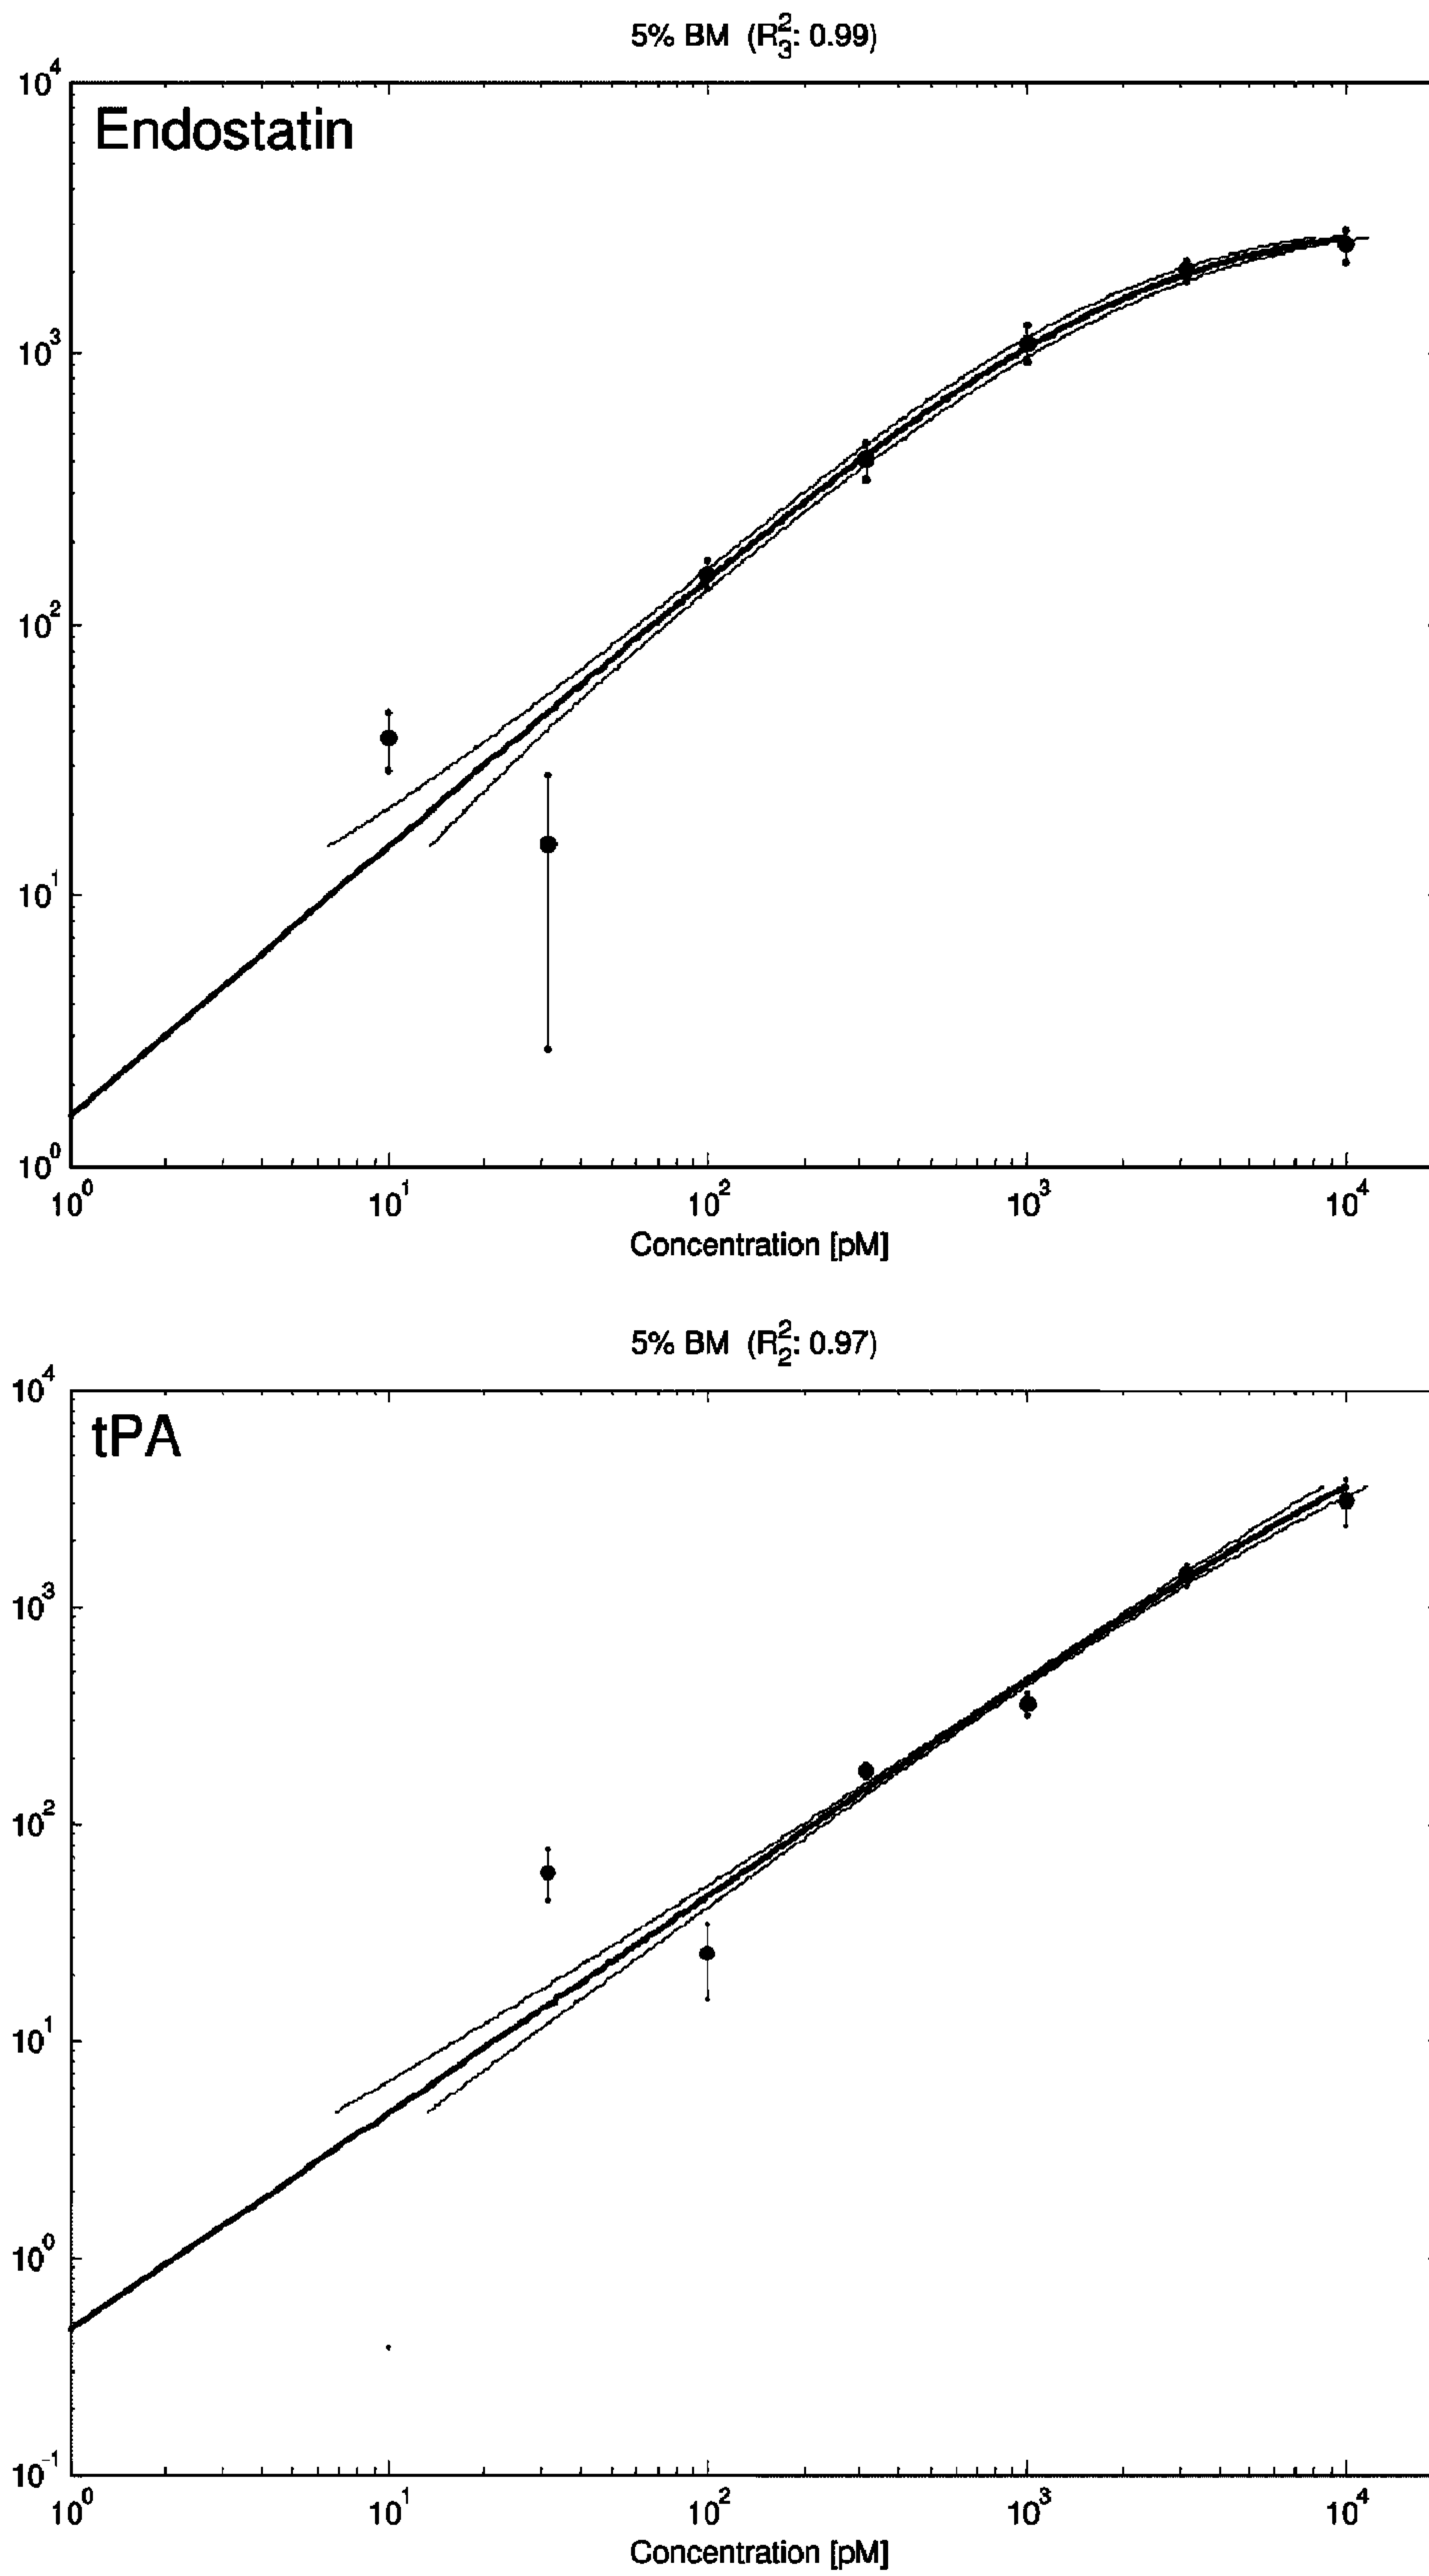 5% BM (R₃²: 0.99)
10⁴
Endostatin
10³
10²
10¹
10⁰
10⁰ 10¹ 10² 10³ 10⁴
Concentration [pM]
5% BM (R₂²: 0.97)
10⁴
tPA
10³
10²
10¹
10⁰
10⁻¹
10⁰ 10¹ 10² 10³ 10⁴
Concentration [pM]